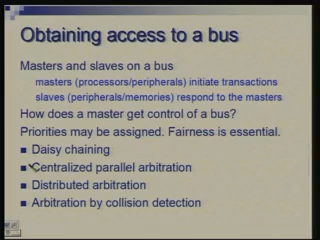 Obtaining access to a bus
Masters and slaves on a bus
masters (processors/peripherals) initiate transactions
slaves (peripherals/memories) respond to the masters
How does a master get control of a bus?
Priorities may be assigned. Fairness is essential.
Daisy chaining
Centralized parallel arbitration
Distributed arbitration
Arbitration by collision detection